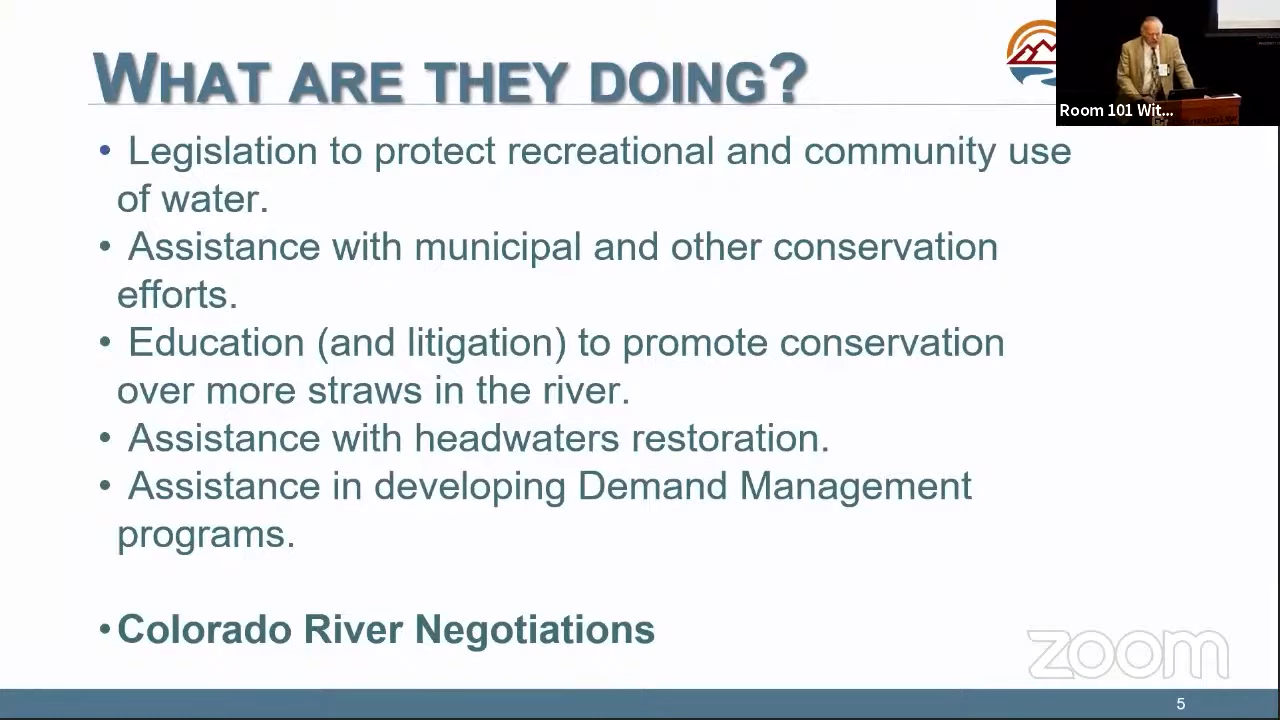 WHAT ARE THEY DOING?
Room 101 Wit...
• Legislation to protect recreational and community use
of water.
• Assistance with municipal and other conservation
efforts.
• Education (and litigation) to promote conservation
over more straws in the river.
• Assistance with headwaters restoration.
• Assistance in developing Demand Management
programs.
• Colorado River Negotiations
zoom
5